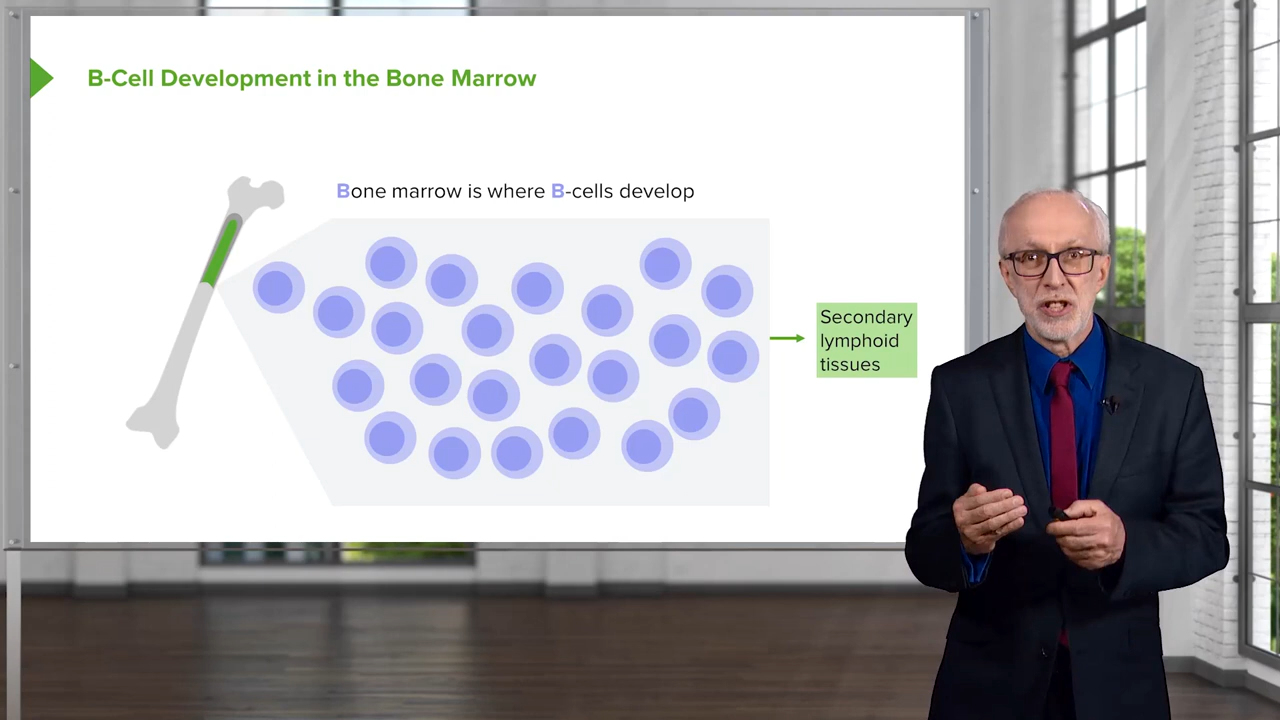 B-Cell Development in the Bone Marrow
Bone marrow is where B-cells develop
Secondary
lymphoid
tissues